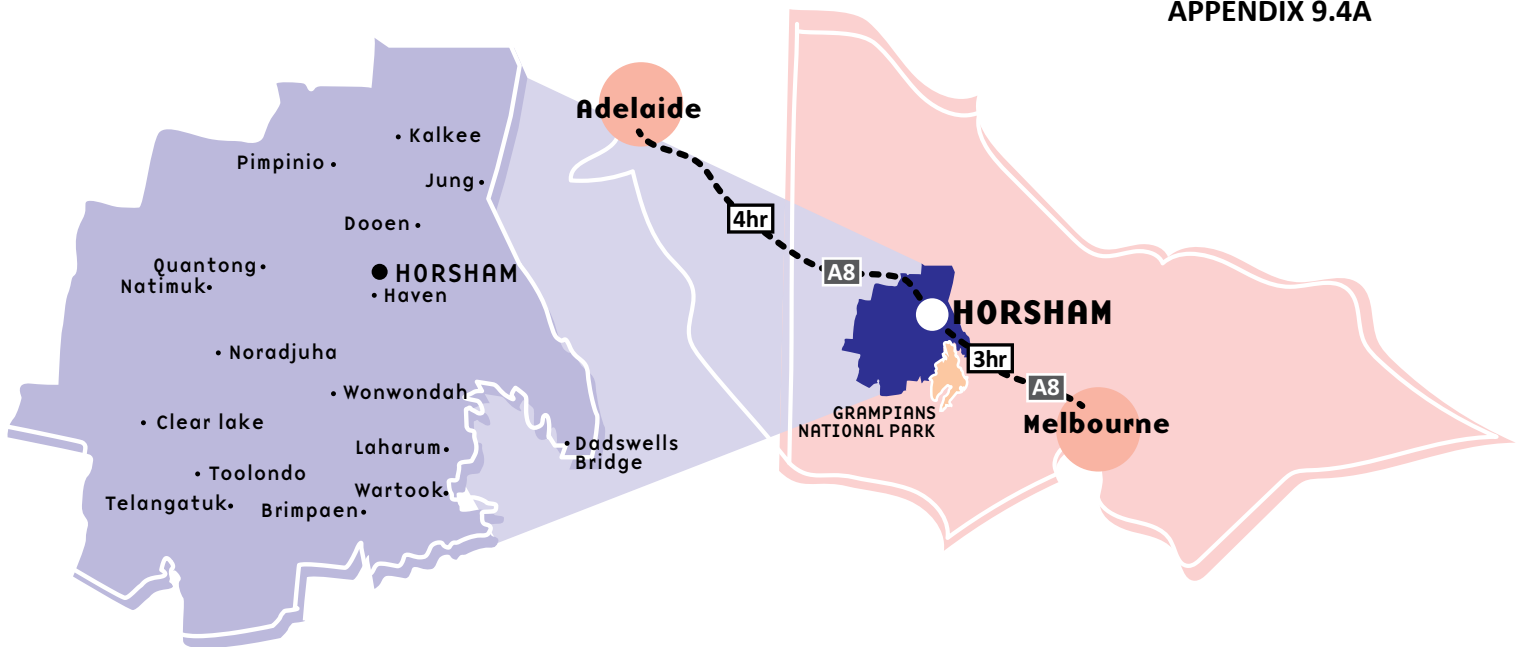 APPENDIX 9.4A
Kalkee
Pimpinio
Jung
Dooen
Quantong
Natimuk
HORSHAM
Haven
Noradjuha
Wonwondah
Clear lake
Laharum
Dadswells
Bridge
Toolondo
Wartook
Telangatuk
Brimpaen
Adelaide
4hr
A8
HORSHAM
3hr
A8
GRAMPIANS
NATIONAL PARK
Melbourne